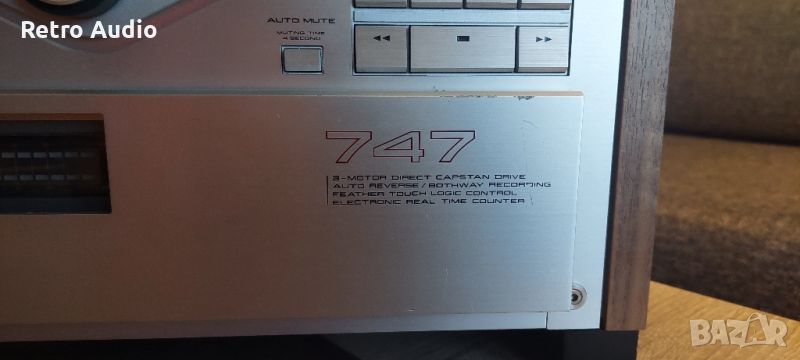 Retro Audio
AUTO MUTE
MUTING TIME
4 SECOND
747
3-MOTOR DIRECT CAPSTAN DRIVE
AUTO REVERSE/BOTHWAY RECORDING
FEATHER TOUCH LOGIC CONTROL
ELECTRONIC REAL TIME COUNTER
BAZAR